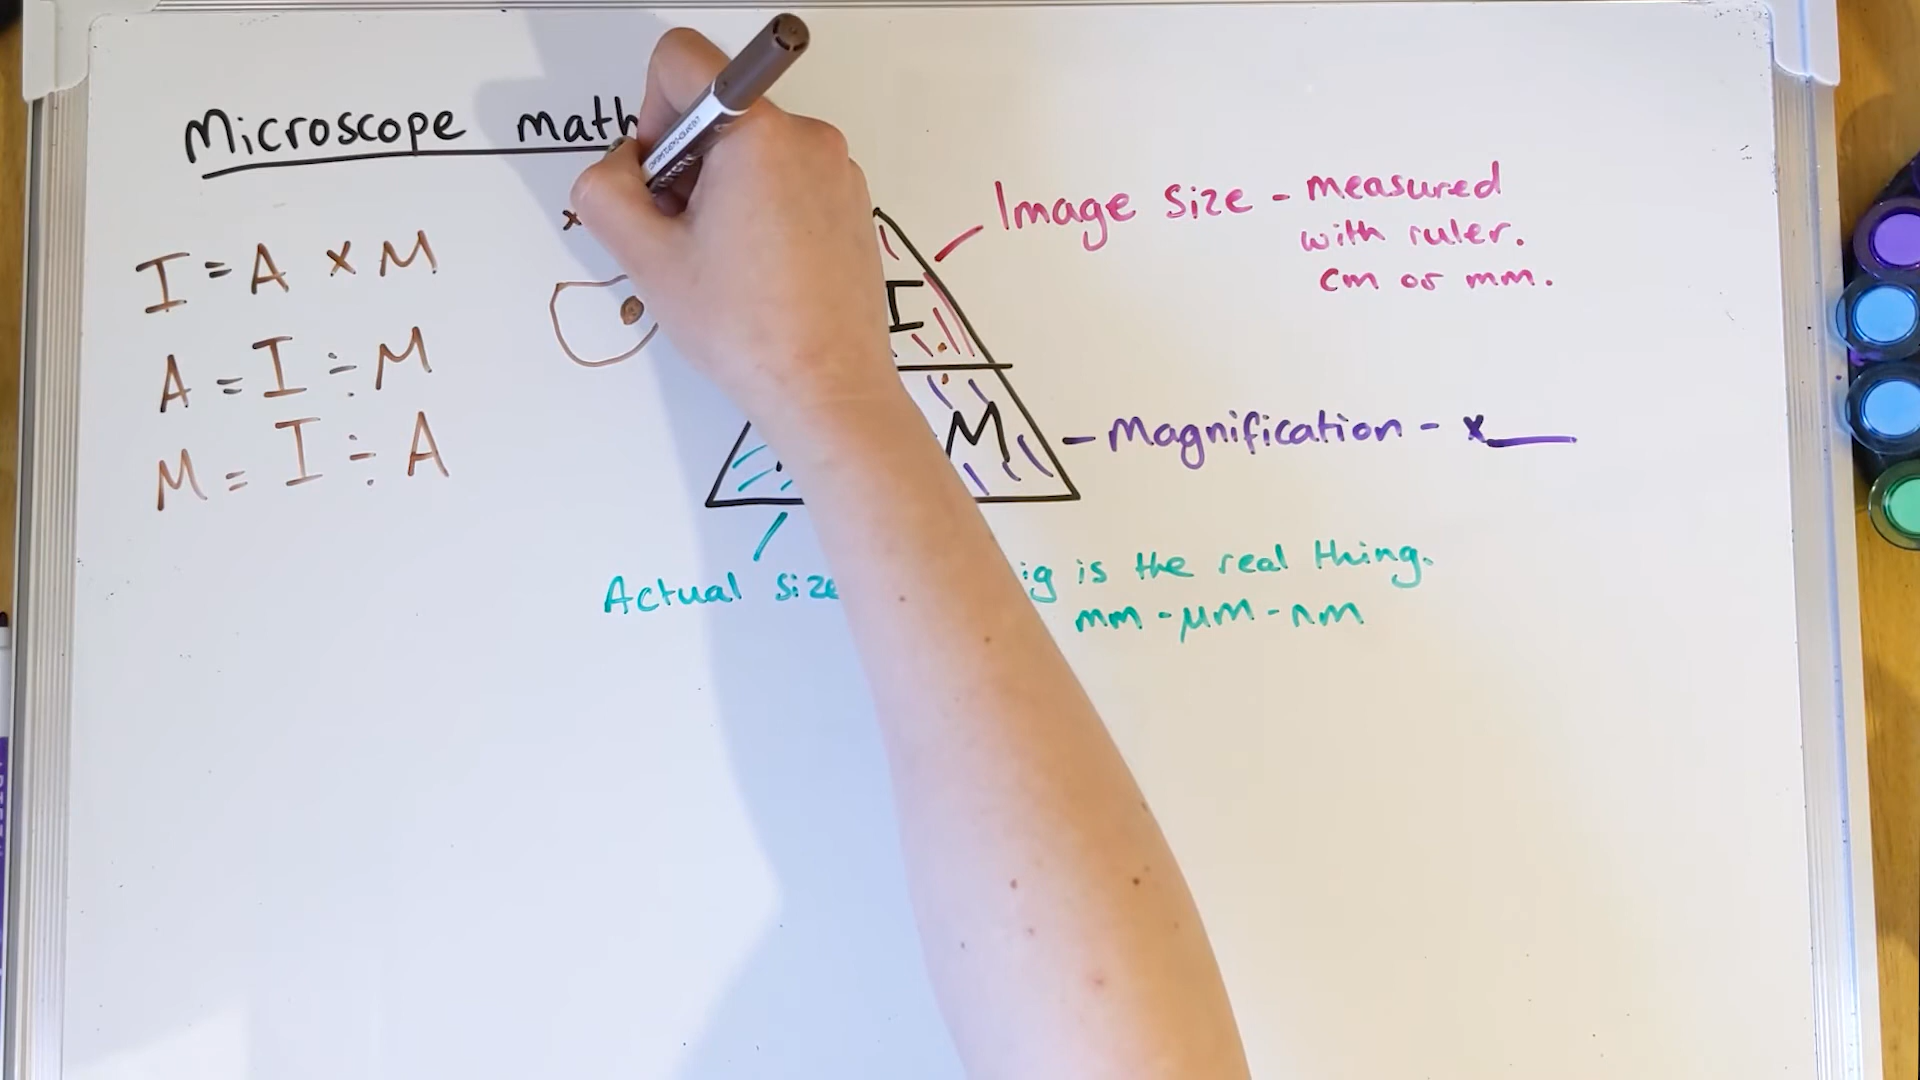 Microscope math
I = A × M
A = I ÷ M
M = I ÷ A
x
Image size - measured
with ruler.
cm or mm.
I
M
- Magnification - x___
Actual size
is the real thing.
mm - µm - nm